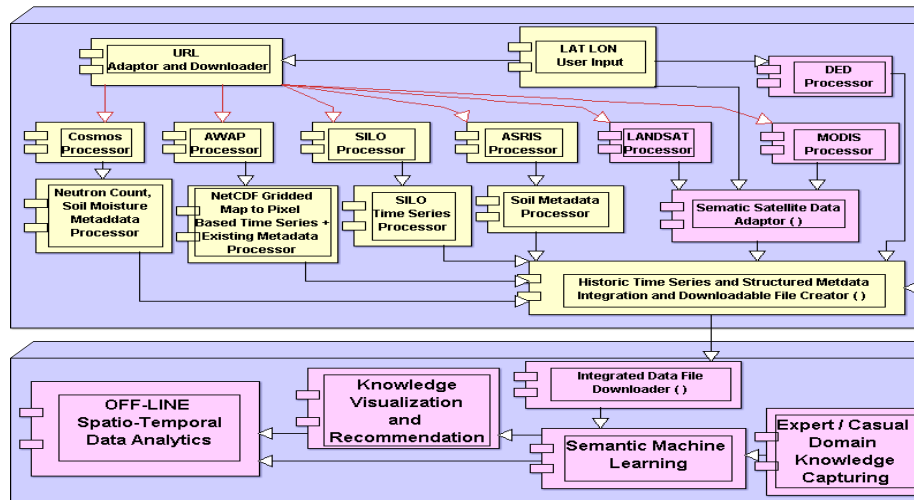 URL
Adaptor and Downloader
LAT LON
User Input
DED
Processor
Cosmos
Processor
AWAP
Processor
SILO
Processor
ASRIS
Processor
LANDSAT
Processor
MODIS
Processor
Neutron Count,
Soil Moisture
Metaddata
Processor
NetCDF Gridded
Map to Pixel
Based Time Series +
Existing Metadata
Processor
SILO
Time Series
Processor
Soil Metadata
Processor
Sematic Satellite Data
Adaptor ( )
Historic Time Series and Structured Metdata
Integration and Downloadable File Creator ( )
Integrated Data File
Downloader ( )
Knowledge
Visualization
and
Recommendation
OFF-LINE
Spatio-Temporal
Data Analytics
Semantic Machine
Learning
Expert / Casual
Domain
Knowledge
Capturing